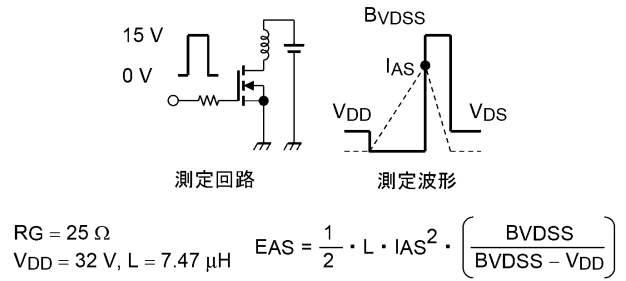 15 V
0 V
BVDSS
IAS
VDD
VDS
測定回路
測定波形
RG = 25 Ω
VDD = 32 V, L = 7.47 μH
EAS = 1/2 · L · IAS² · (BVDSS / (BVDSS − VDD))